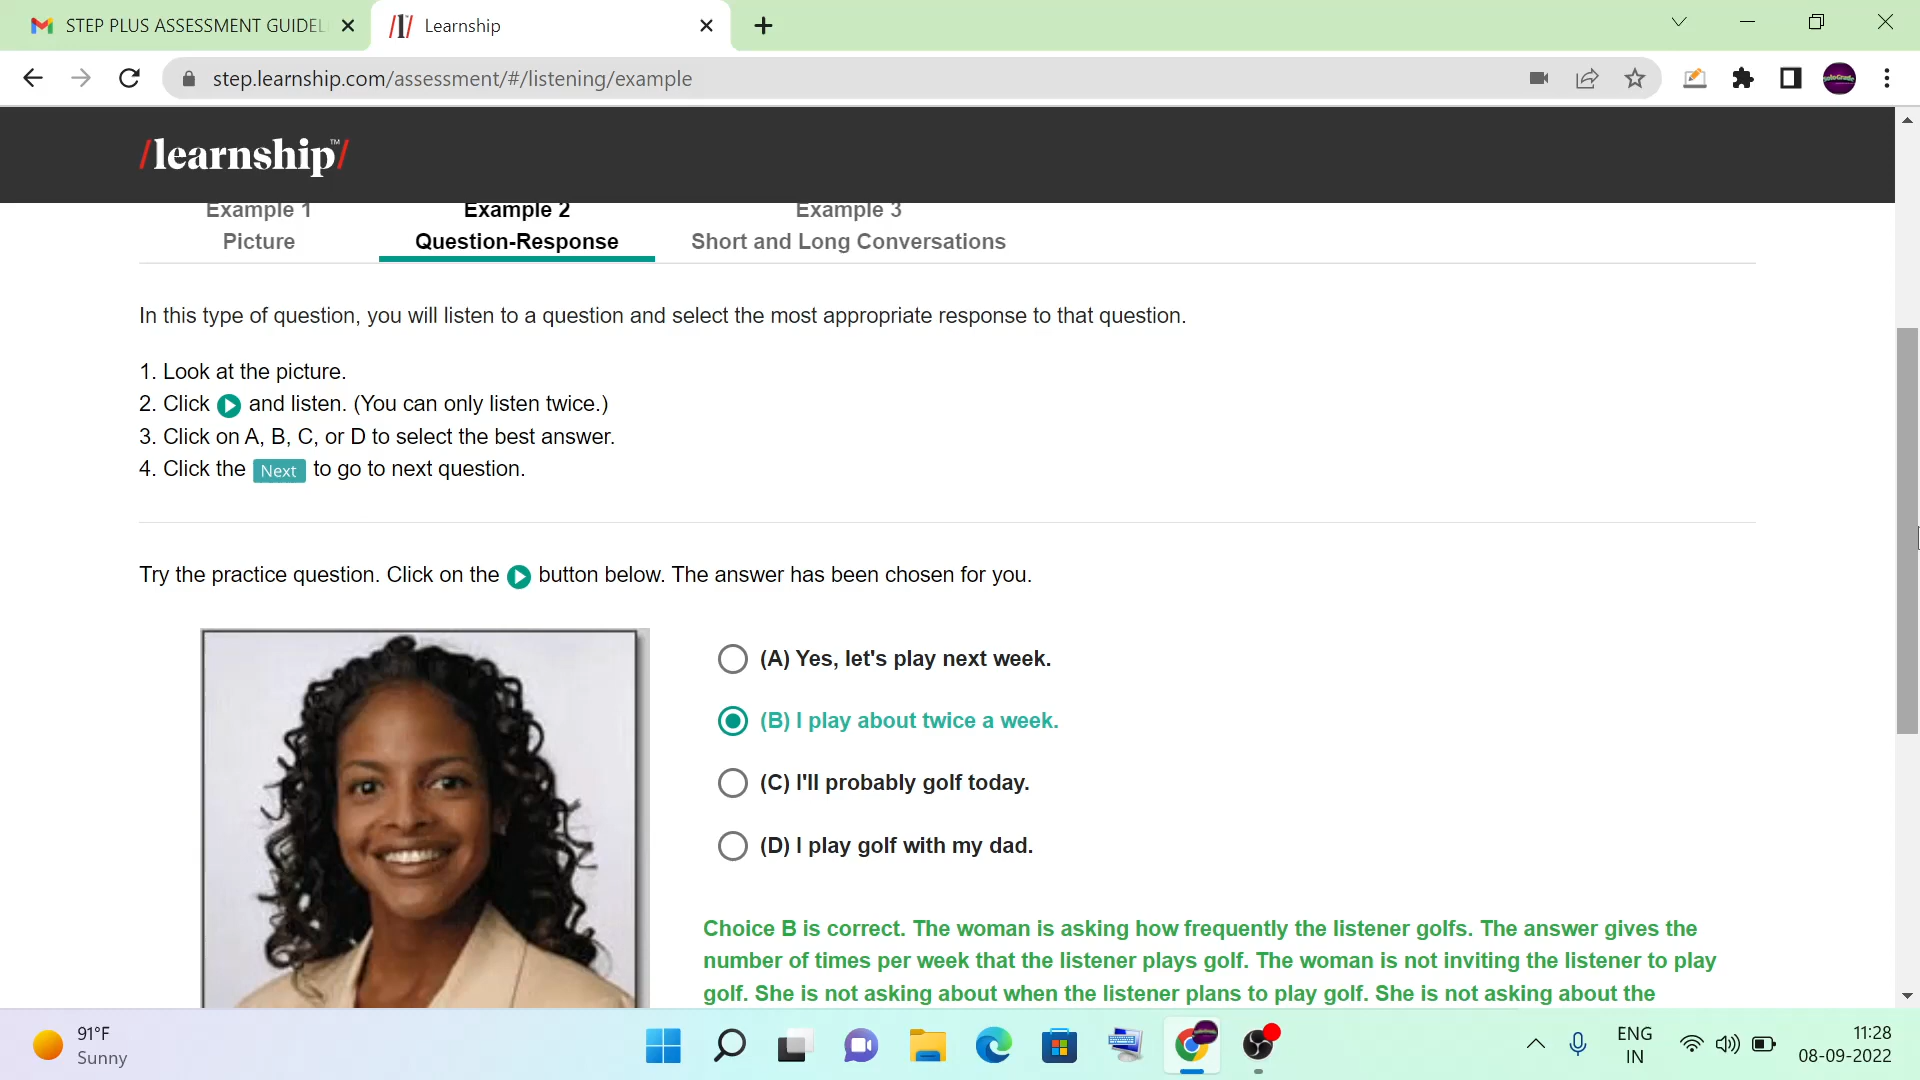 STEP PLUS ASSESSMENT GUIDEL
Learnship
step.learnship.com/assessment/#/listening/example
/learnship™/
Example 1
Picture
Example 2
Question-Response
Example 3
Short and Long Conversations
In this type of question, you will listen to a question and select the most appropriate response to that question.
1. Look at the picture.
2. Click and listen. (You can only listen twice.)
3. Click on A, B, C, or D to select the best answer.
4. Click the Next to go to next question.
Try the practice question. Click on the button below. The answer has been chosen for you.
(A) Yes, let's play next week.
(B) I play about twice a week.
(C) I'll probably golf today.
(D) I play golf with my dad.
Choice B is correct. The woman is asking how frequently the listener golfs. The answer gives the
number of times per week that the listener plays golf. The woman is not inviting the listener to play
golf. She is not asking about when the listener plans to play golf. She is not asking about the
91°F
Sunny
ENG
IN
11:28
08-09-2022